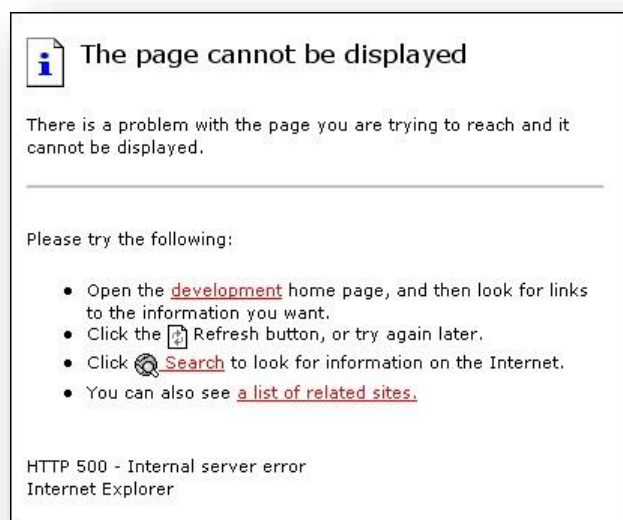 The page cannot be displayed
There is a problem with the page you are trying to reach and it
cannot be displayed.
Please try the following:
Open the development home page, and then look for links
to the information you want.
Click the Refresh button, or try again later.
Click Search to look for information on the Internet.
You can also see a list of related sites.
HTTP 500 - Internal server error
Internet Explorer